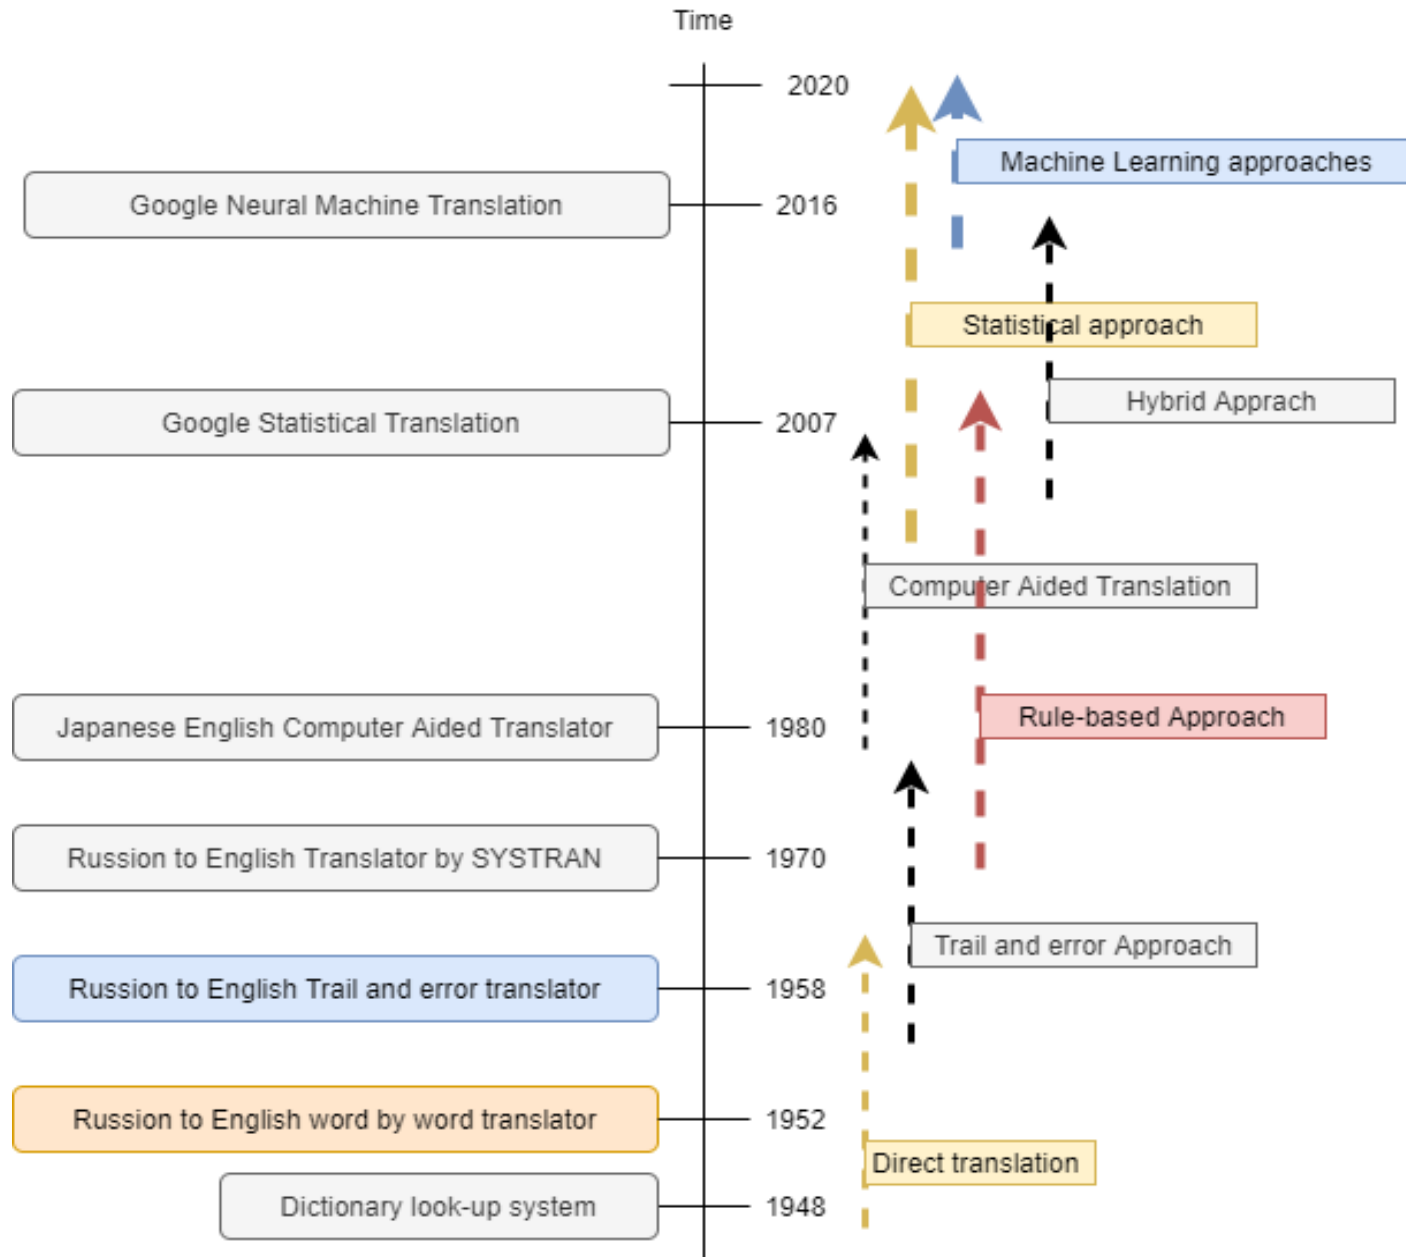 Time
2020
Machine Learning approaches
Google Neural Machine Translation
2016
Statistical approach
Hybrid Apprach
Google Statistical Translation
2007
Computer Aided Translation
Japanese English Computer Aided Translator
1980
Rule-based Approach
Russion to English Translator by SYSTRAN
1970
Trail and error Approach
Russion to English Trail and error translator
1958
Russion to English word by word translator
1952
Direct translation
Dictionary look-up system
1948